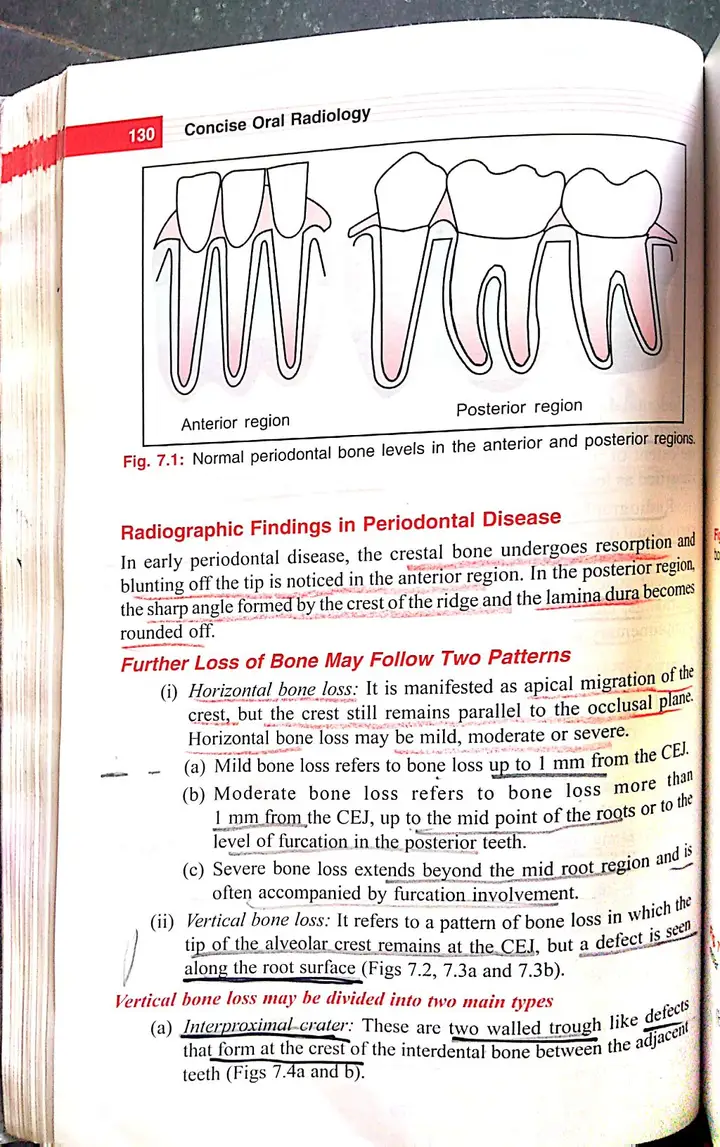 130 Concise Oral Radiology
Anterior region
Posterior region
Fig. 7.1: Normal periodontal bone levels in the anterior and posterior regions.
Radiographic Findings in Periodontal Disease
In early periodontal disease, the crestal bone undergoes resorption and
blunting off the tip is noticed in the anterior region. In the posterior region,
the sharp angle formed by the crest of the ridge and the lamina dura becomes
rounded off.
Further Loss of Bone May Follow Two Patterns
(i) Horizontal bone loss: It is manifested as apical migration of the
crest, but the crest still remains parallel to the occlusal plane.
Horizontal bone loss may be mild, moderate or severe.
(a) Mild bone loss refers to bone loss up to 1 mm from the CEJ.
(b) Moderate bone loss refers to bone loss more than
1 mm from the CEJ, up to the mid point of the roots or to the
level of furcation in the posterior teeth.
(c) Severe bone loss extends beyond the mid root region and is
often accompanied by furcation involvement.
(ii) Vertical bone loss: It refers to a pattern of bone loss in which the
tip of the alveolar crest remains at the CEJ, but a defect is seen
along the root surface (Figs 7.2, 7.3a and 7.3b).
Vertical bone loss may be divided into two main types
(a) Interproximal crater: These are two walled trough like defects
that form at the crest of the interdental bone between the adjacent
teeth (Figs 7.4a and b).